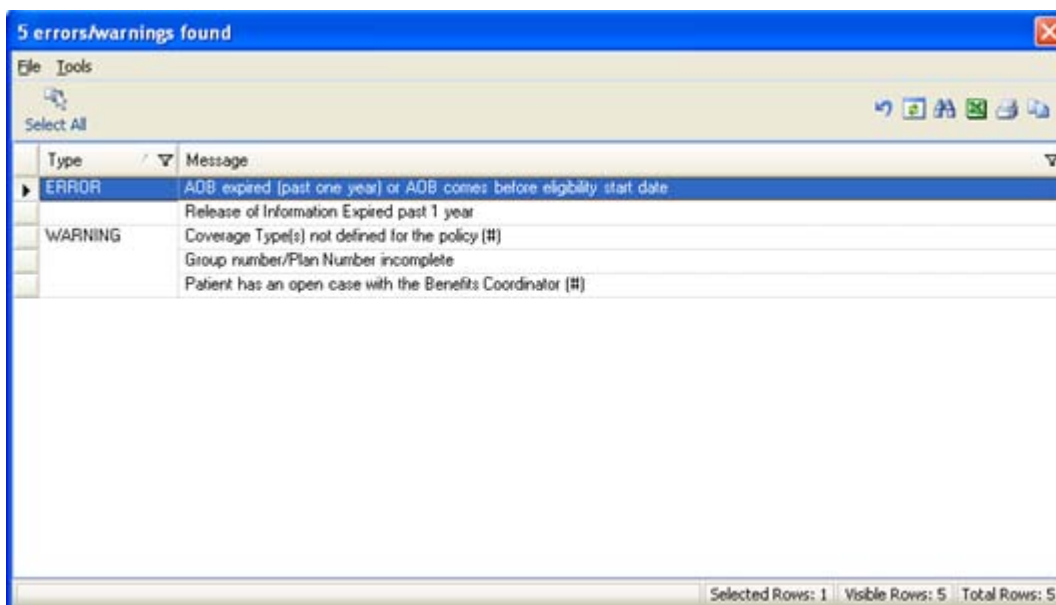 5 errors/warnings found
File Tools
Select All
Type Message
ERROR AOB expired (past one year) or AOB comes before eligibility start date
Release of Information Expired past 1 year
WARNING Coverage Type(s) not defined for the policy (#)
Group number/Plan Number incomplete
Patient has an open case with the Benefits Coordinator (#)
Selected Rows: 1 Visible Rows: 5 Total Rows: 5